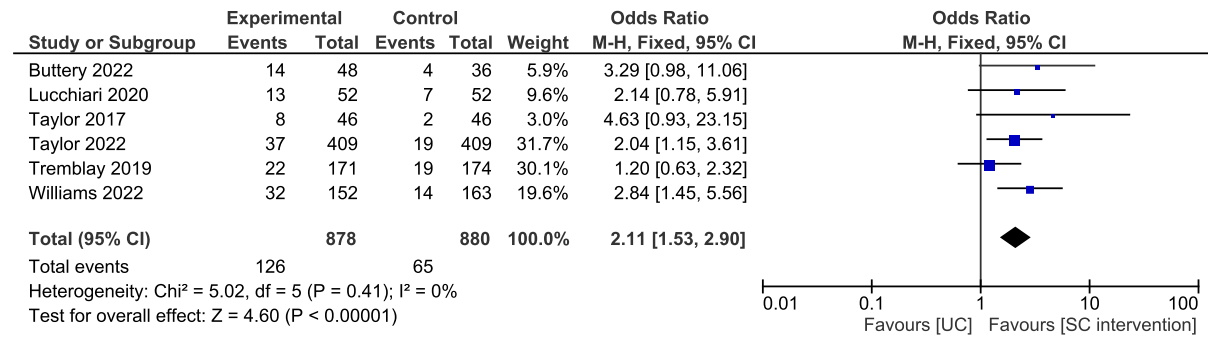 Experimental Control Odds Ratio Odds Ratio
Study or Subgroup Events Total Events Total Weight M-H, Fixed, 95% CI M-H, Fixed, 95% CI
Buttery 2022 14 48 4 36 5.9% 3.29 [0.98, 11.06]
Lucchiari 2020 13 52 7 52 9.6% 2.14 [0.78, 5.91]
Taylor 2017 8 46 2 46 3.0% 4.63 [0.93, 23.15]
Taylor 2022 37 409 19 409 31.7% 2.04 [1.15, 3.61]
Tremblay 2019 22 171 19 174 30.1% 1.20 [0.63, 2.32]
Williams 2022 32 152 14 163 19.6% 2.84 [1.45, 5.56]
Total (95% CI) 878 880 100.0% 2.11 [1.53, 2.90]
Total events 126 65
Heterogeneity: Chi² = 5.02, df = 5 (P = 0.41); I² = 0%
Test for overall effect: Z = 4.60 (P < 0.00001)
0.01 0.1 1 10 100
Favours [UC] Favours [SC intervention]